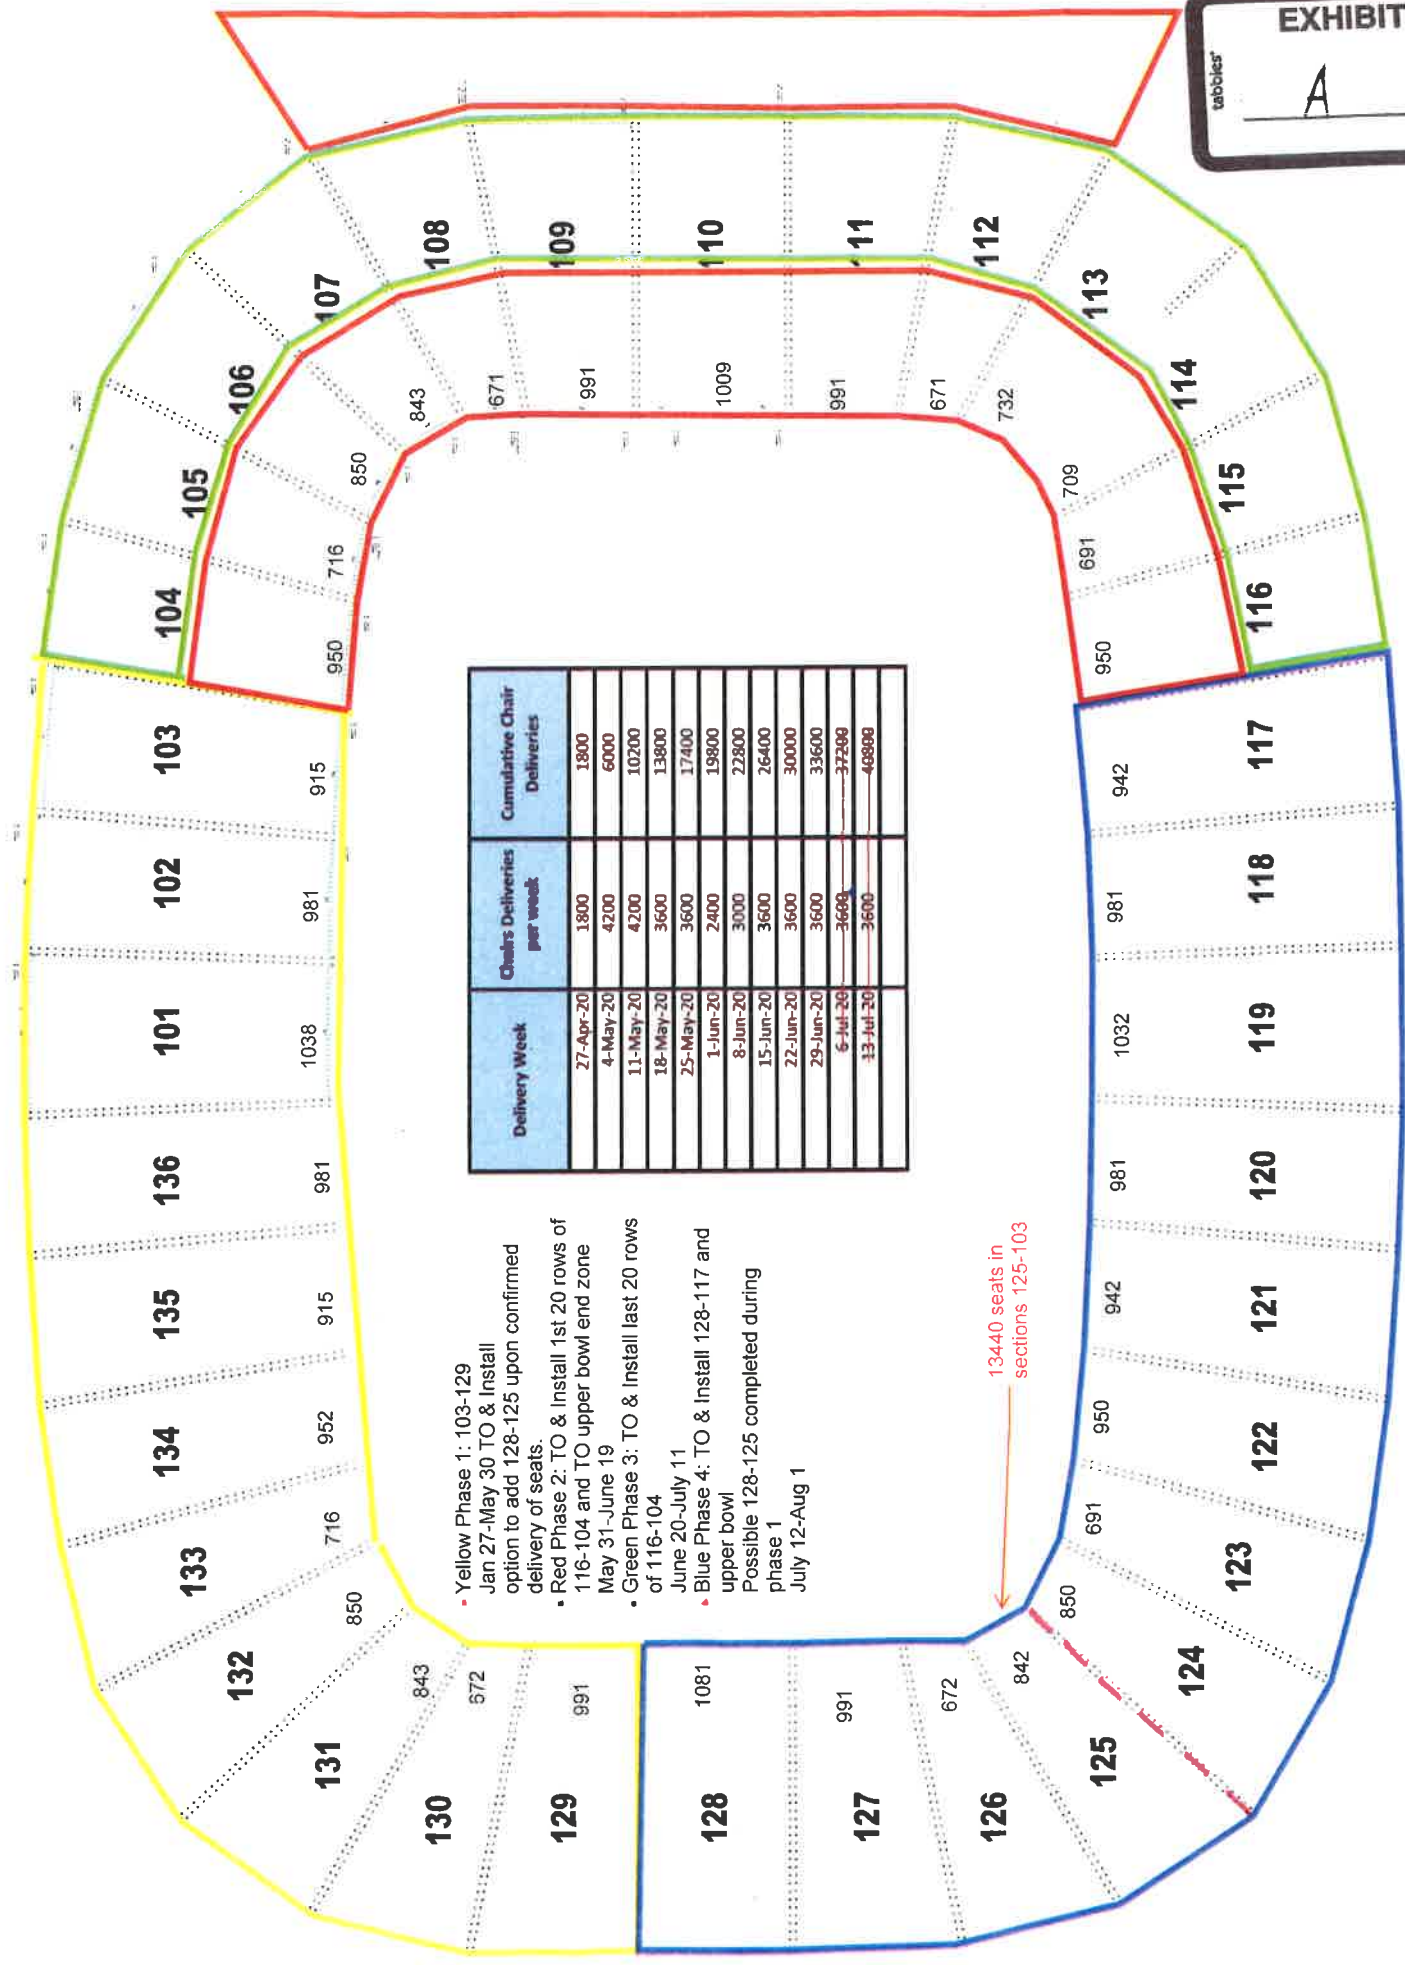 EXHIBIT
tabbies'
A
103
102
101
136
135
134
133
132
131
130
129
128
127
126
125
124
123
122
121
120
119
118
117
116
115
114
113
112
111
110
109
108
107
106
105
104
915
981
1038
981
915
952
716
850
843
672
991
1081
991
672
842
850
691
950
942
981
1032
981
942
950
691
709
732
671
991
1009
991
671
843
850
716
950
Delivery Week Chairs Deliveries per week Cumulative Chair Deliveries
27-Apr-20 1800 1800
4-May-20 4200 6000
11-May-20 4200 10200
18-May-20 3600 13800
25-May-20 3600 17400
1-Jun-20 2400 19800
8-Jun-20 3000 22800
15-Jun-20 3600 26400
22-Jun-20 3600 30000
29-Jun-20 3600 33600
6-Jul-20 3600 37200
13-Jul-20 3600 40800
• Yellow Phase 1: 103-129
Jan 27-May 30 TO & Install
option to add 128-125 upon confirmed
delivery of seats.
• Red Phase 2: TO & Install 1st 20 rows of
116-104 and TO upper bowl end zone
May 31-June 19
• Green Phase 3: TO & Install last 20 rows
of 116-104
June 20-July 11
• Blue Phase 4: TO & Install 128-117 and
upper bowl
Possible 128-125 completed during
phase 1
July 12-Aug 1
13440 seats in
sections 125-103